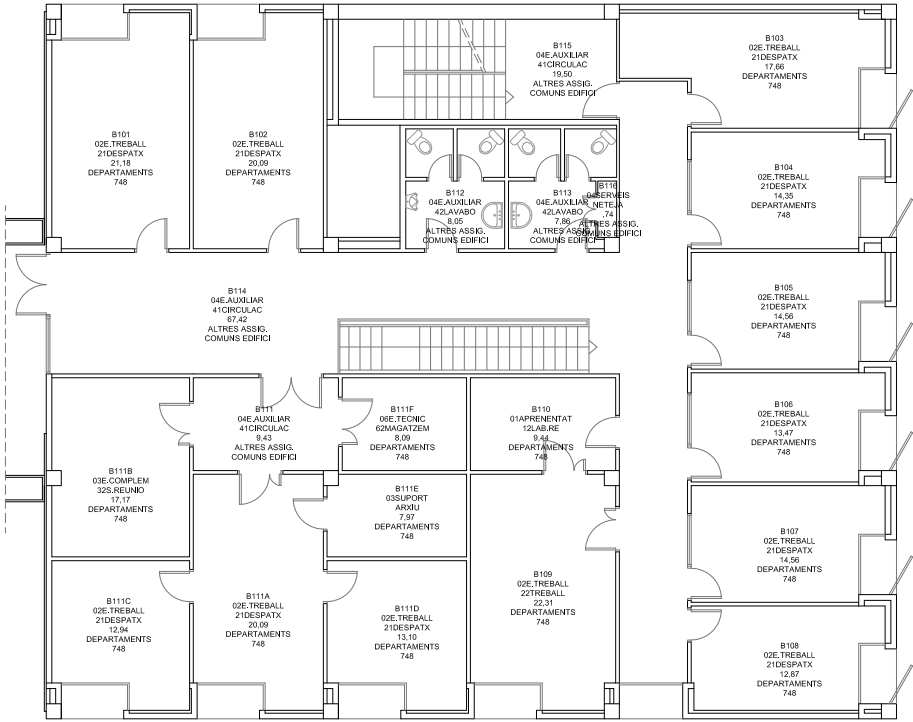 B115
04E.AUXILIAR
41CIRCULAC
19,50
ALTRES ASSIG.
COMUNS EDIFICI
B103
02E.TREBALL
21DESPATX
17,66
DEPARTAMENTS
748
B101
02E.TREBALL
21DESPATX
21,18
DEPARTAMENTS
748
B102
02E.TREBALL
21DESPATX
20,09
DEPARTAMENTS
748
B112
04E.AUXILIAR
42LAVABO
8,05
ALTRES ASSIG.
COMUNS EDIFICI
B113
04E.AUXILIAR
42LAVABO
7,86
ALTRES ASSIG.
COMUNS EDIFICI
B116
04SERVEIS
NETEJA
,74
ALTRES ASSIG.
COMUNS EDIFICI
B104
02E.TREBALL
21DESPATX
14,35
DEPARTAMENTS
748
B114
04E.AUXILIAR
41CIRCULAC
67,42
ALTRES ASSIG.
COMUNS EDIFICI
B105
02E.TREBALL
21DESPATX
14,56
DEPARTAMENTS
748
B111
04E.AUXILIAR
41CIRCULAC
9,43
ALTRES ASSIG.
COMUNS EDIFICI
B111F
06E.TECNIC
62MAGATZEM
8,09
DEPARTAMENTS
748
B110
01APRENENTAT
12LAB.RE
9,44
DEPARTAMENTS
748
B106
02E.TREBALL
21DESPATX
13,47
DEPARTAMENTS
748
B111B
03E.COMPLEM
32S.REUNIO
17,17
DEPARTAMENTS
748
B111E
03SUPORT
ARXIU
7,97
DEPARTAMENTS
748
B107
02E.TREBALL
21DESPATX
14,56
DEPARTAMENTS
748
B111C
02E.TREBALL
21DESPATX
12,94
DEPARTAMENTS
748
B111A
02E.TREBALL
21DESPATX
20,09
DEPARTAMENTS
748
B111D
02E.TREBALL
21DESPATX
13,10
DEPARTAMENTS
748
B109
02E.TREBALL
22TREBALL
22,31
DEPARTAMENTS
748
B108
02E.TREBALL
21DESPATX
12,87
DEPARTAMENTS
748